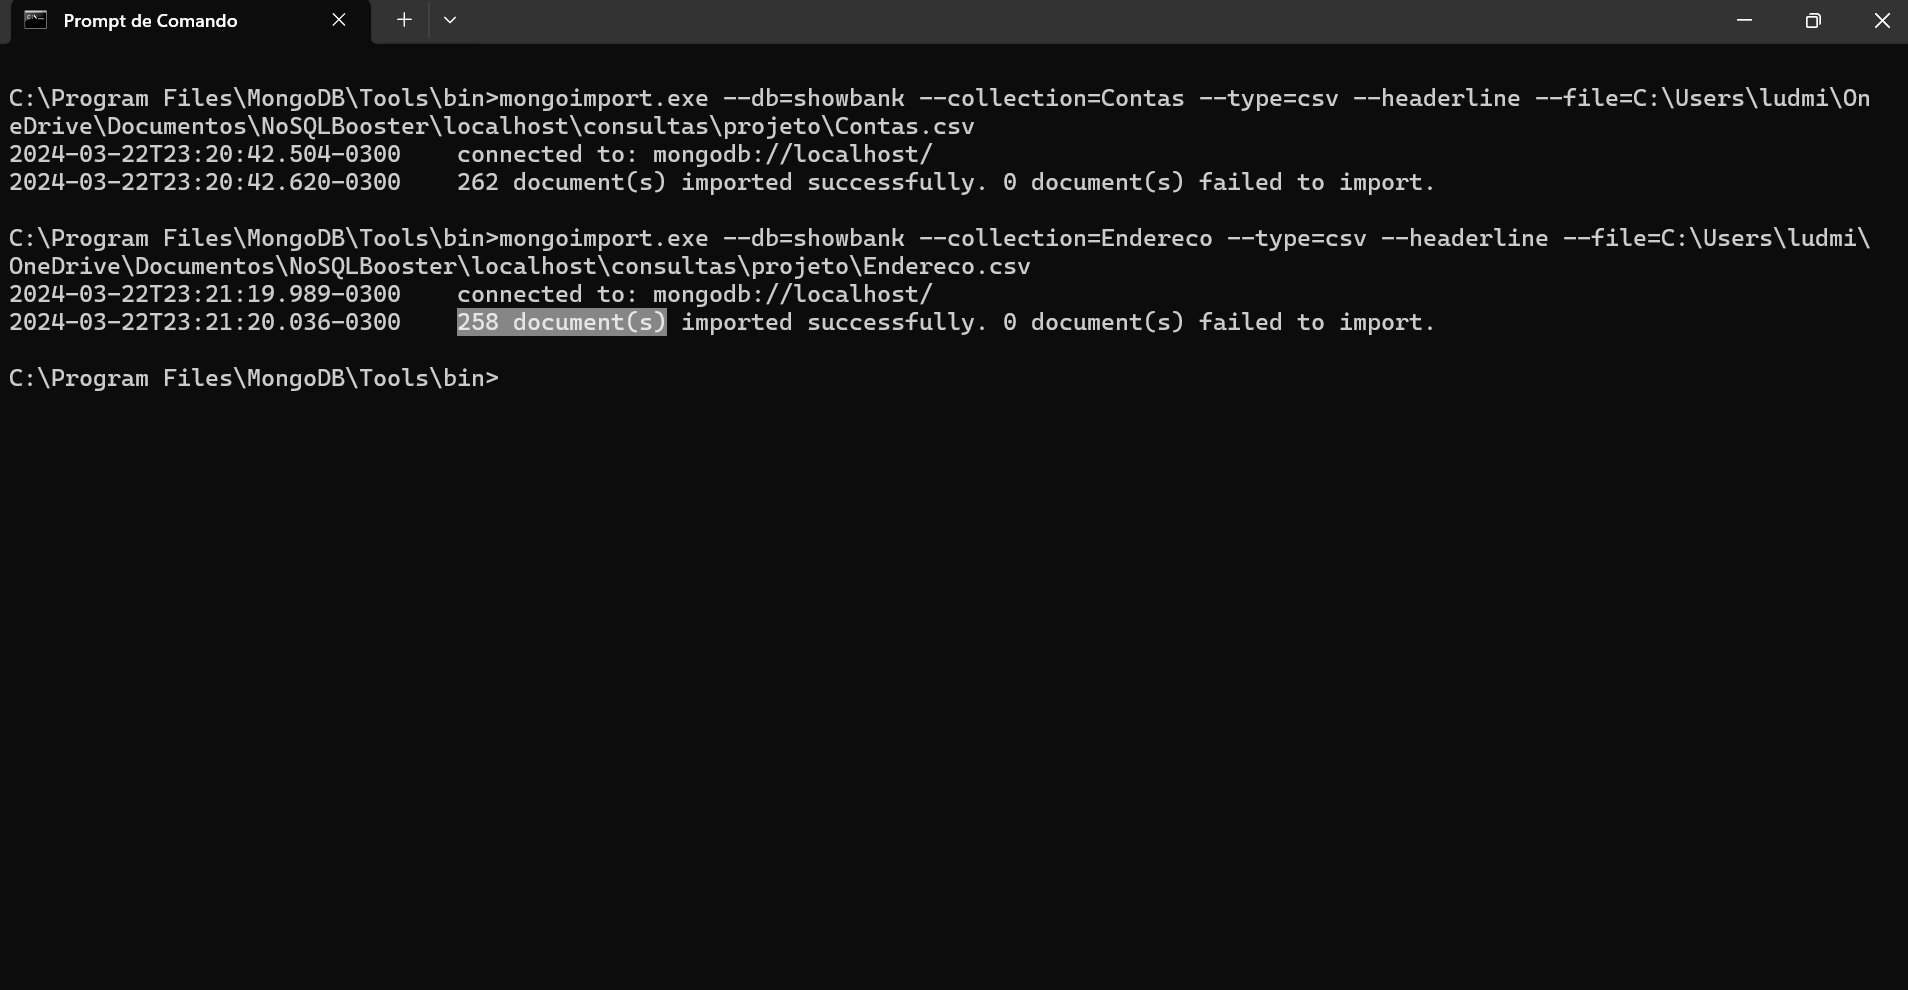 Prompt de Comando
C:\Program Files\MongoDB\Tools\bin>mongoimport.exe --db=showbank --collection=Contas --type=csv --headerline --file=C:\Users\ludmi\On
eDrive\Documentos\NoSQLBooster\localhost\consultas\projeto\Contas.csv
2024-03-22T23:20:42.504-0300    connected to: mongodb://localhost/
2024-03-22T23:20:42.620-0300    262 document(s) imported successfully. 0 document(s) failed to import.
C:\Program Files\MongoDB\Tools\bin>mongoimport.exe --db=showbank --collection=Endereco --type=csv --headerline --file=C:\Users\ludmi\
OneDrive\Documentos\NoSQLBooster\localhost\consultas\projeto\Endereco.csv
2024-03-22T23:21:19.989-0300    connected to: mongodb://localhost/
2024-03-22T23:21:20.036-0300    258 document(s) imported successfully. 0 document(s) failed to import.
C:\Program Files\MongoDB\Tools\bin>